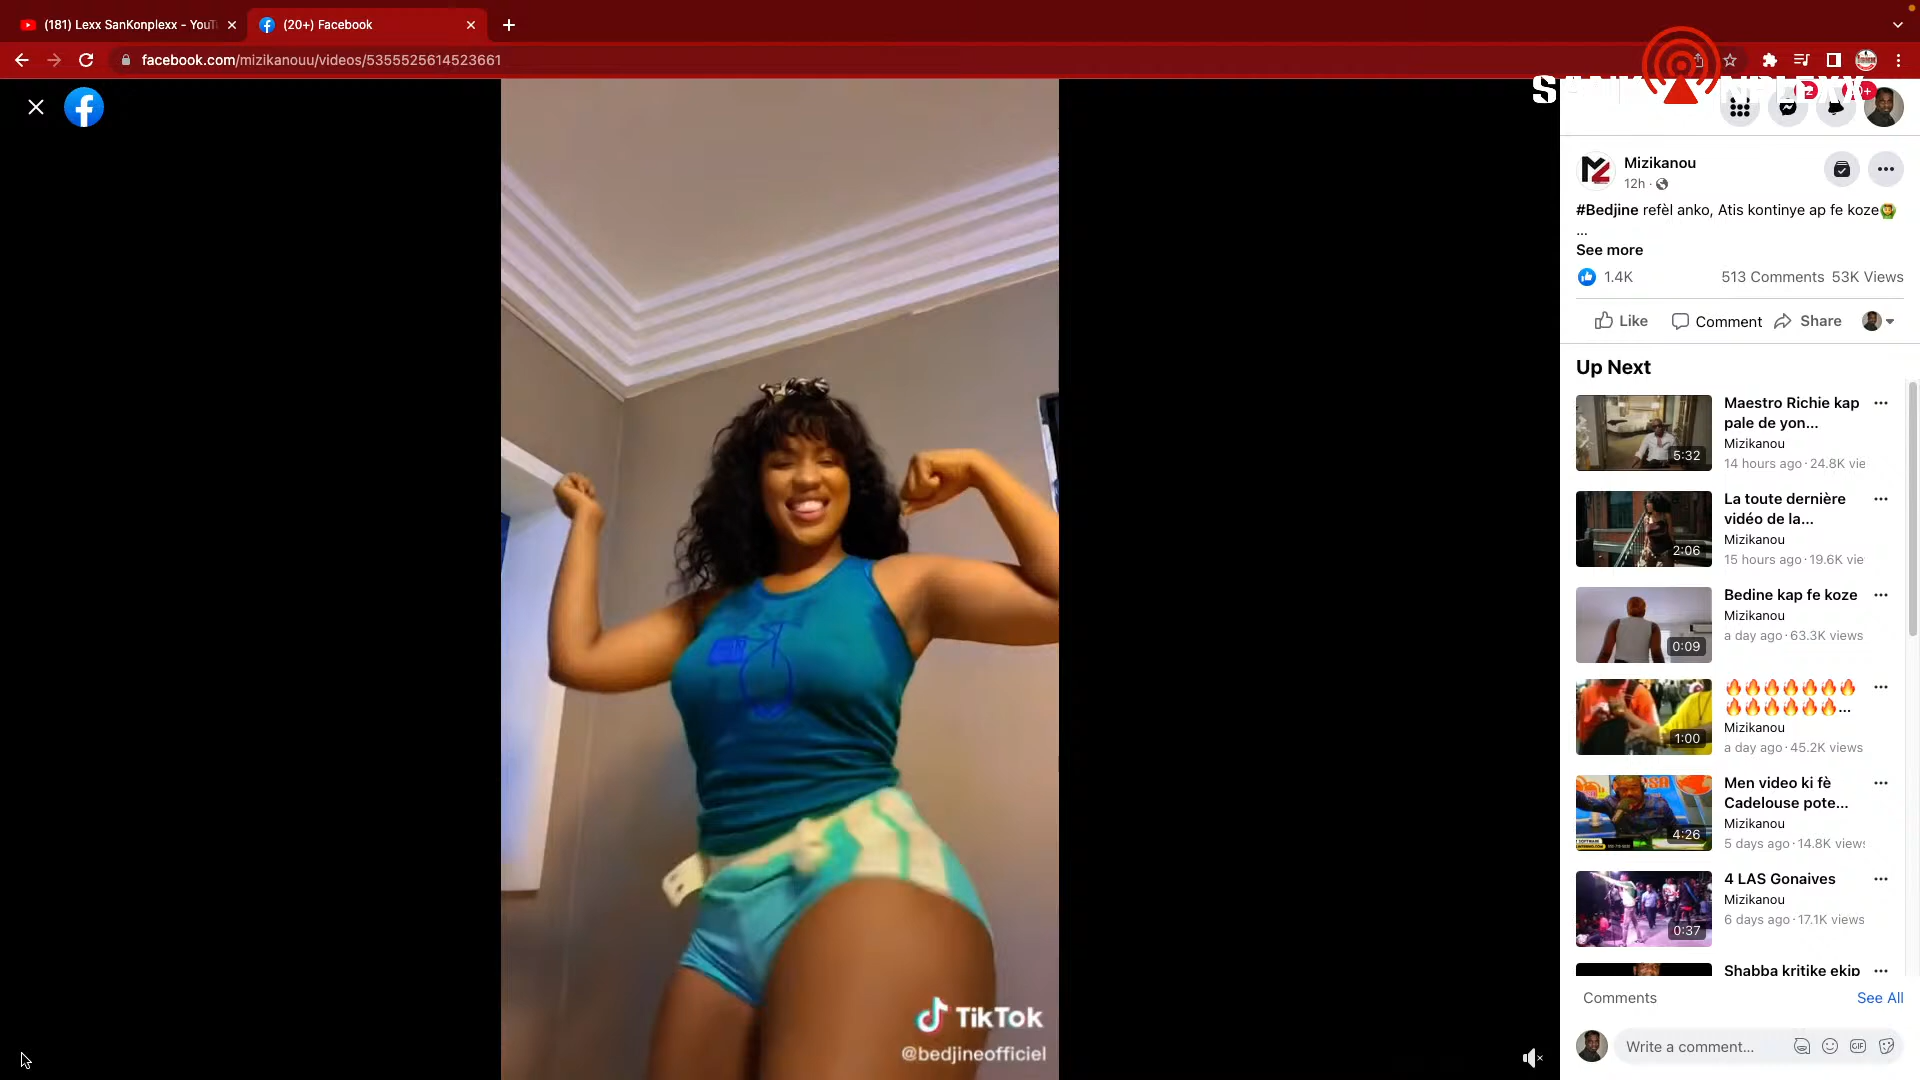 (181) Lexx SanKonplexx - YouT
(20+) Facebook
facebook.com/mizikanouu/videos/5355525614523661
Mizikanou
12h
#Bedjine refèl anko, Atis kontinye ap fe koze
...
See more
1.4K
513 Comments 53K Views
Like
Comment
Share
Up Next
Maestro Richie kap
pale de yon...
Mizikanou
14 hours ago · 24.8K vie
5:32
La toute dernière
vidéo de la...
Mizikanou
15 hours ago · 19.6K vie
2:06
Bedine kap fe koze
Mizikanou
a day ago · 63.3K views
0:09
🔥🔥🔥🔥🔥🔥🔥
🔥🔥🔥🔥🔥🔥...
Mizikanou
a day ago · 45.2K views
1:00
Men video ki fè
Cadelouse pote...
Mizikanou
5 days ago · 14.8K views
4:26
4 LAS Gonaives
Mizikanou
6 days ago · 17.1K views
0:37
Shabba kritike ekip
Comments
See All
Write a comment...
GIF
TikTok
@bedjineofficiel